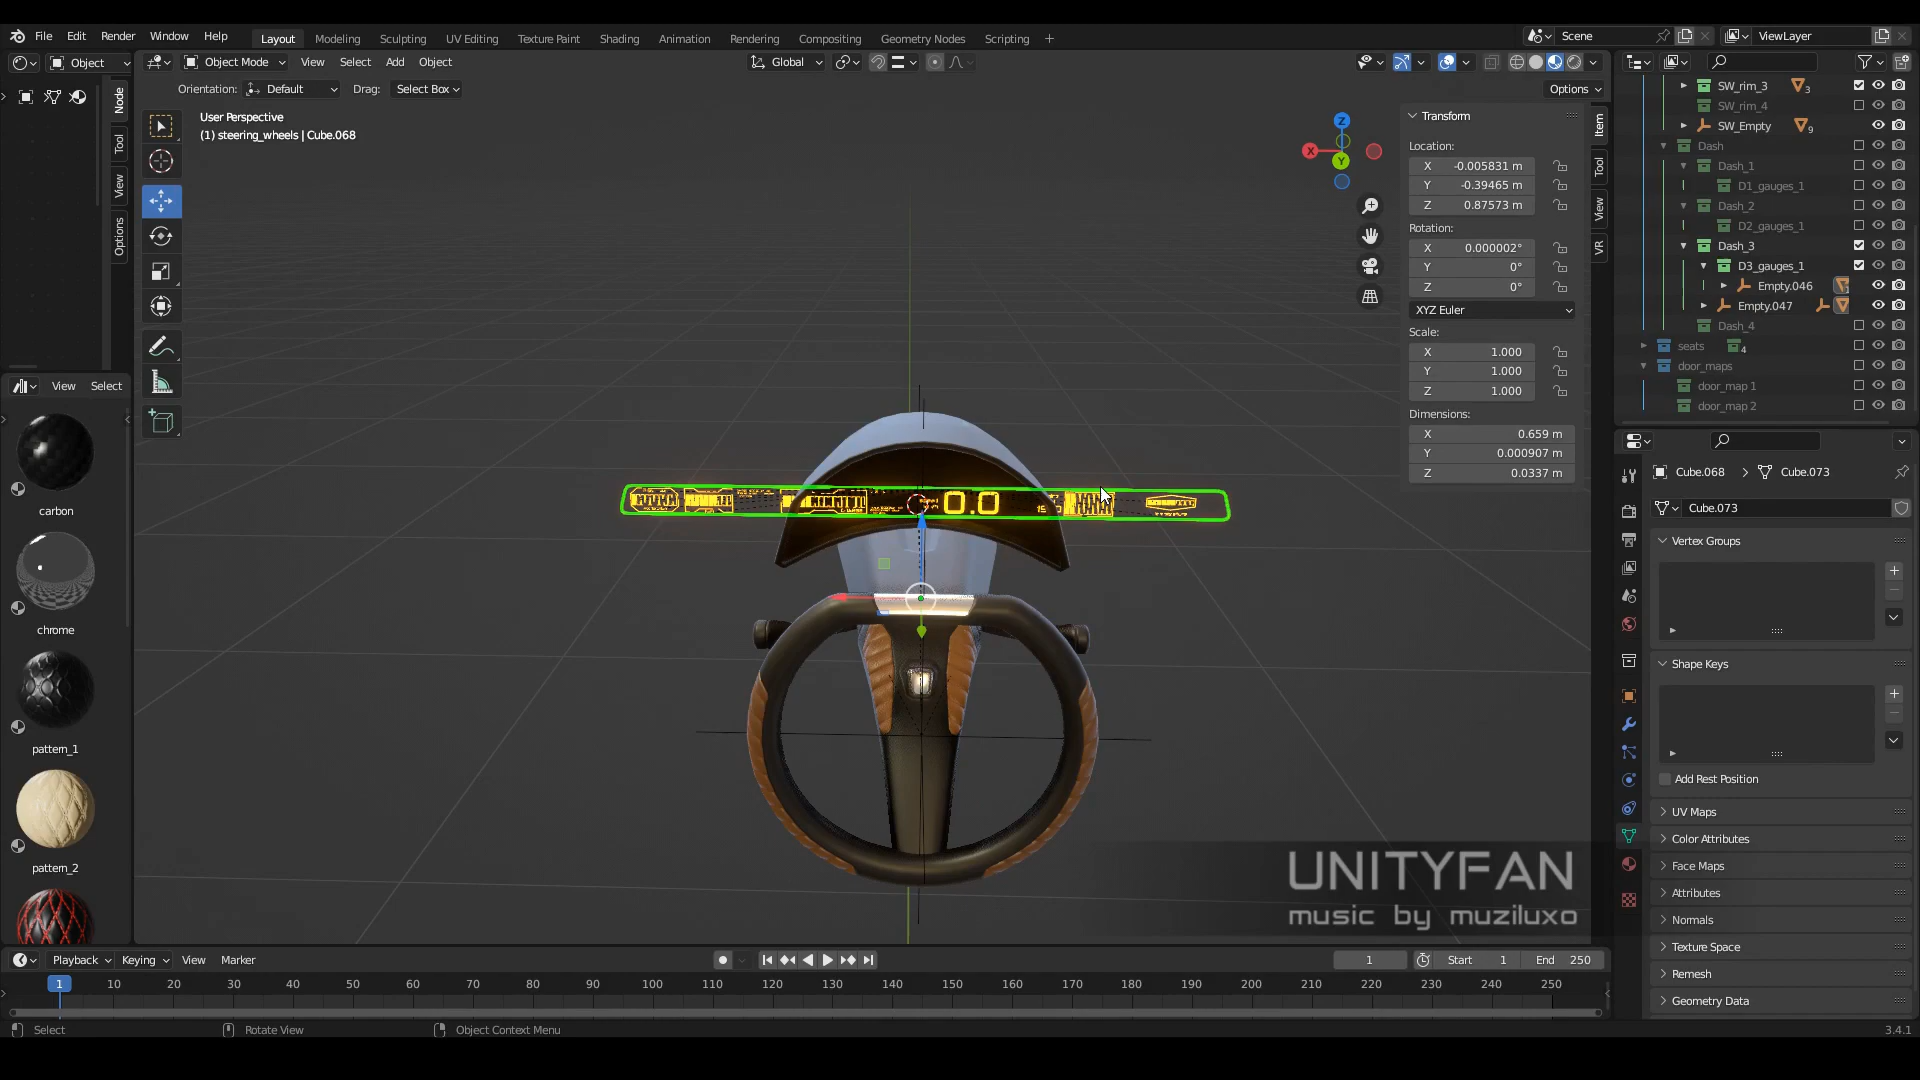 File Edit Render Window Help Layout Modeling Sculpting UV Editing Texture Paint Shading Animation Rendering Compositing Geometry Nodes Scripting + Scene ViewLayer
Object Object Mode View Select Add Object Global
Orientation: Default Drag: Select Box Options
User Perspective
(1) steering_wheels | Cube.068
Node
Tool
View
Options
View Select
carbon
chrome
pattern_1
pattern_2
0.0
Z
X
Y
Transform
Location:
X -0.005831 m
Y -0.39465 m
Z 0.87573 m
Rotation:
X 0.000002°
Y 0°
Z 0°
XYZ Euler
Scale:
X 1.000
Y 1.000
Z 1.000
Dimensions:
X 0.659 m
Y 0.000907 m
Z 0.0337 m
Item
Tool
View
VR
SW_rim_3 3
SW_rim_4
SW_Empty 9
Dash
Dash_1
D1_gauges_1
Dash_2
D2_gauges_1
Dash_3
D3_gauges_1
Empty.046
Empty.047
Dash_4
seats 4
door_maps
door_map 1
door_map 2
Cube.068 > Cube.073
Cube.073
Vertex Groups
Shape Keys
Add Rest Position
UV Maps
Color Attributes
Face Maps
Attributes
Normals
Texture Space
Remesh
Geometry Data
UNITYFAN
music by muziluxo
Playback Keying View Marker 1 Start 1 End 250
1 10 20 30 40 50 60 70 80 90 100 110 120 130 140 150 160 170 180 190 200 210 220 230 240 250
Select Rotate View Object Context Menu 3.4.1